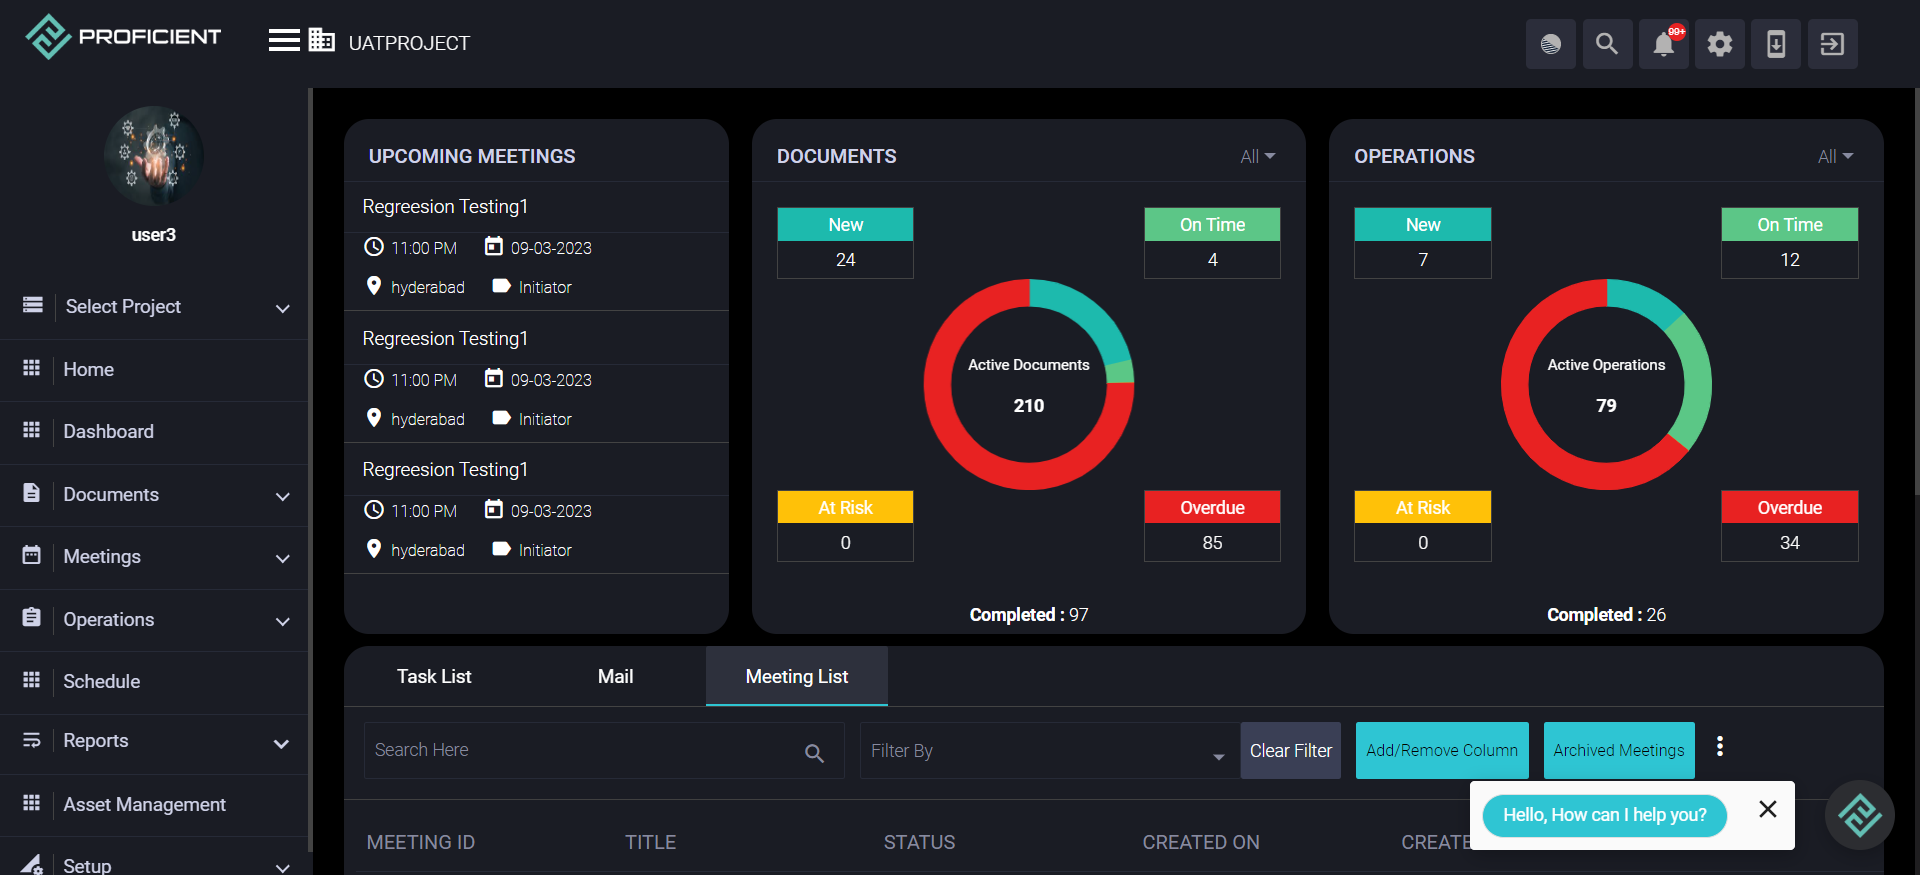 PROFICIENT
UATPROJECT
99+
user3
Select Project
Home
Dashboard
Documents
Meetings
Operations
Schedule
Reports
Asset Management
Setup
UPCOMING MEETINGS
Regreesion Testing1
11:00 PM 09-03-2023
hyderabad Initiator
Regreesion Testing1
11:00 PM 09-03-2023
hyderabad Initiator
Regreesion Testing1
11:00 PM 09-03-2023
hyderabad Initiator
DOCUMENTS All
New On Time
24 4
Active Documents
210
At Risk Overdue
0 85
Completed : 97
OPERATIONS All
New On Time
7 12
Active Operations
79
At Risk Overdue
0 34
Completed : 26
Task List Mail Meeting List
Search Here Filter By Clear Filter Add/Remove Column Archived Meetings
Hello, How can I help you?
MEETING ID TITLE STATUS CREATED ON CREATE